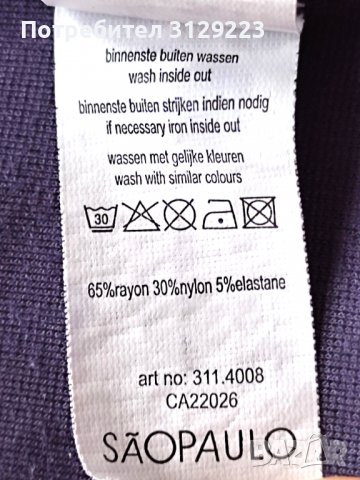 Потребител 3129223
binnenste buiten wassen
wash inside out
binnenste buiten strijken indien nodig
if necessary iron inside out
wassen met gelijke kleuren
wash with similar colours
30
65%rayon 30%nylon 5%elastane
art no: 311.4008
CA22026
SÃOPAULO
BAZAR